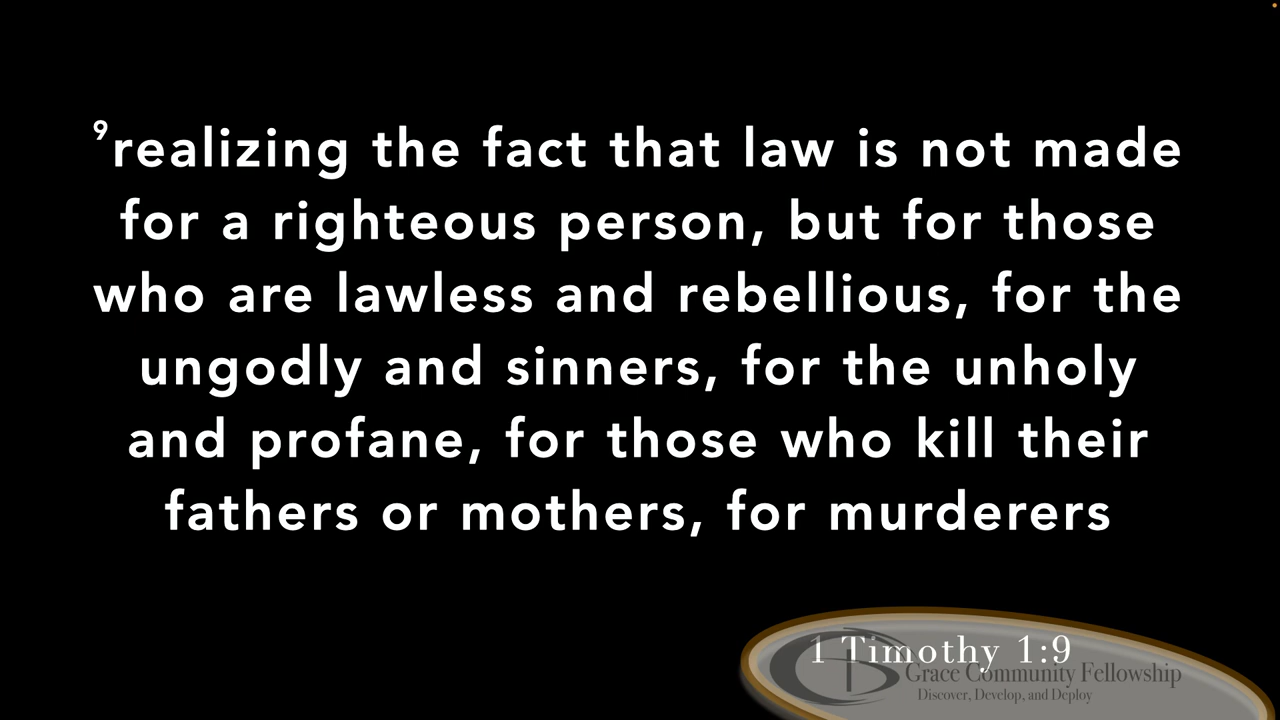 ⁹realizing the fact that law is not made
for a righteous person, but for those
who are lawless and rebellious, for the
ungodly and sinners, for the unholy
and profane, for those who kill their
fathers or mothers, for murderers
1 Timothy 1:9
Grace Community Fellowship
Discover, Develop, and Deploy